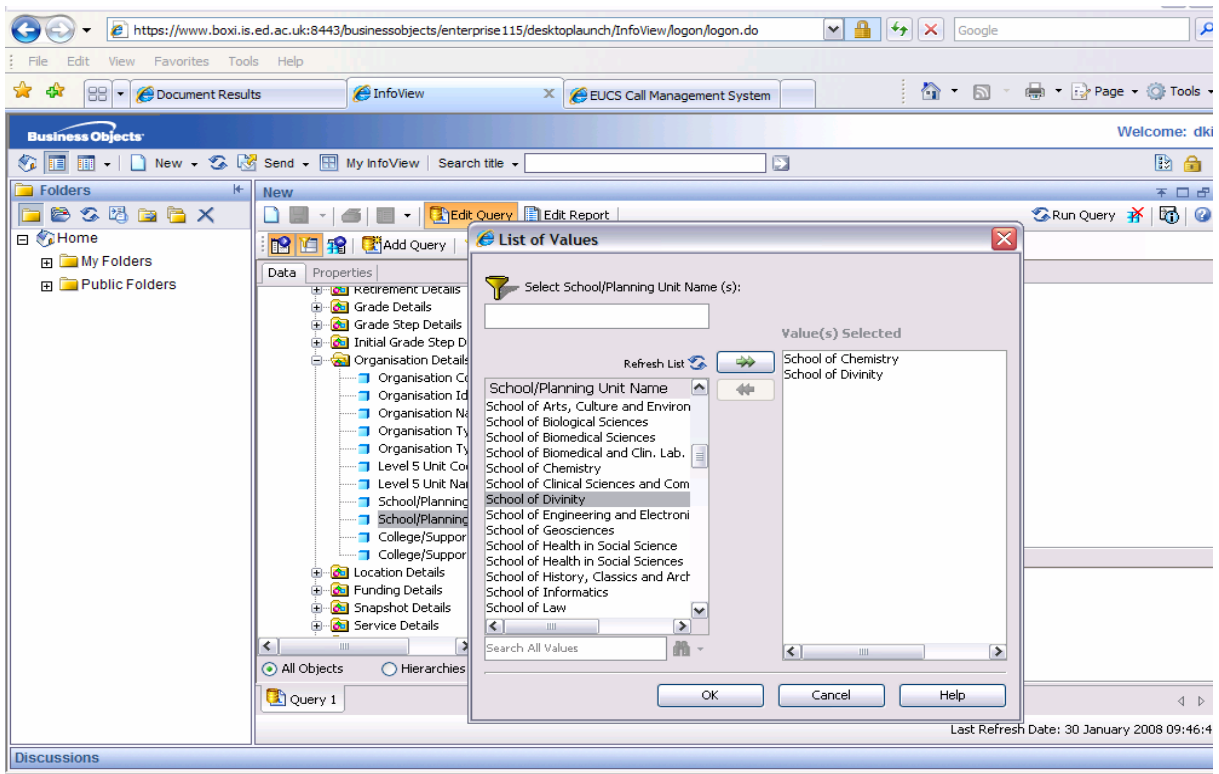 https://www.boxi.is.ed.ac.uk:8443/businessobjects/enterprise115/desktoplaunch/InfoView/logon/logon.do
Google
File Edit View Favorites Tools Help
Document Results
InfoView
EUCS Call Management System
Page
Tools
Business Objects
Welcome: dki
New
Send
My InfoView
Search title
Folders
New
Edit Query
Edit Report
Run Query
Home
My Folders
Public Folders
Add Query
Data
Properties
Retirement Details
Grade Details
Grade Step Details
Initial Grade Step D
Organisation Details
Organisation Co
Organisation Id
Organisation Na
Organisation Ty
Organisation Ty
Level 5 Unit Co
Level 5 Unit Na
School/Planning
School/Planning
College/Suppor
College/Suppor
Location Details
Funding Details
Snapshot Details
Service Details
All Objects
Hierarchies
Query 1
List of Values
Select School/Planning Unit Name (s):
Refresh List
School/Planning Unit Name
School of Arts, Culture and Environ
School of Biological Sciences
School of Biomedical Sciences
School of Biomedical and Clin. Lab.
School of Chemistry
School of Clinical Sciences and Com
School of Divinity
School of Engineering and Electroni
School of Geosciences
School of Health in Social Science
School of Health in Social Sciences
School of History, Classics and Arch
School of Informatics
School of Law
Search All Values
Value(s) Selected
School of Chemistry
School of Divinity
OK
Cancel
Help
Last Refresh Date: 30 January 2008 09:46:4
Discussions